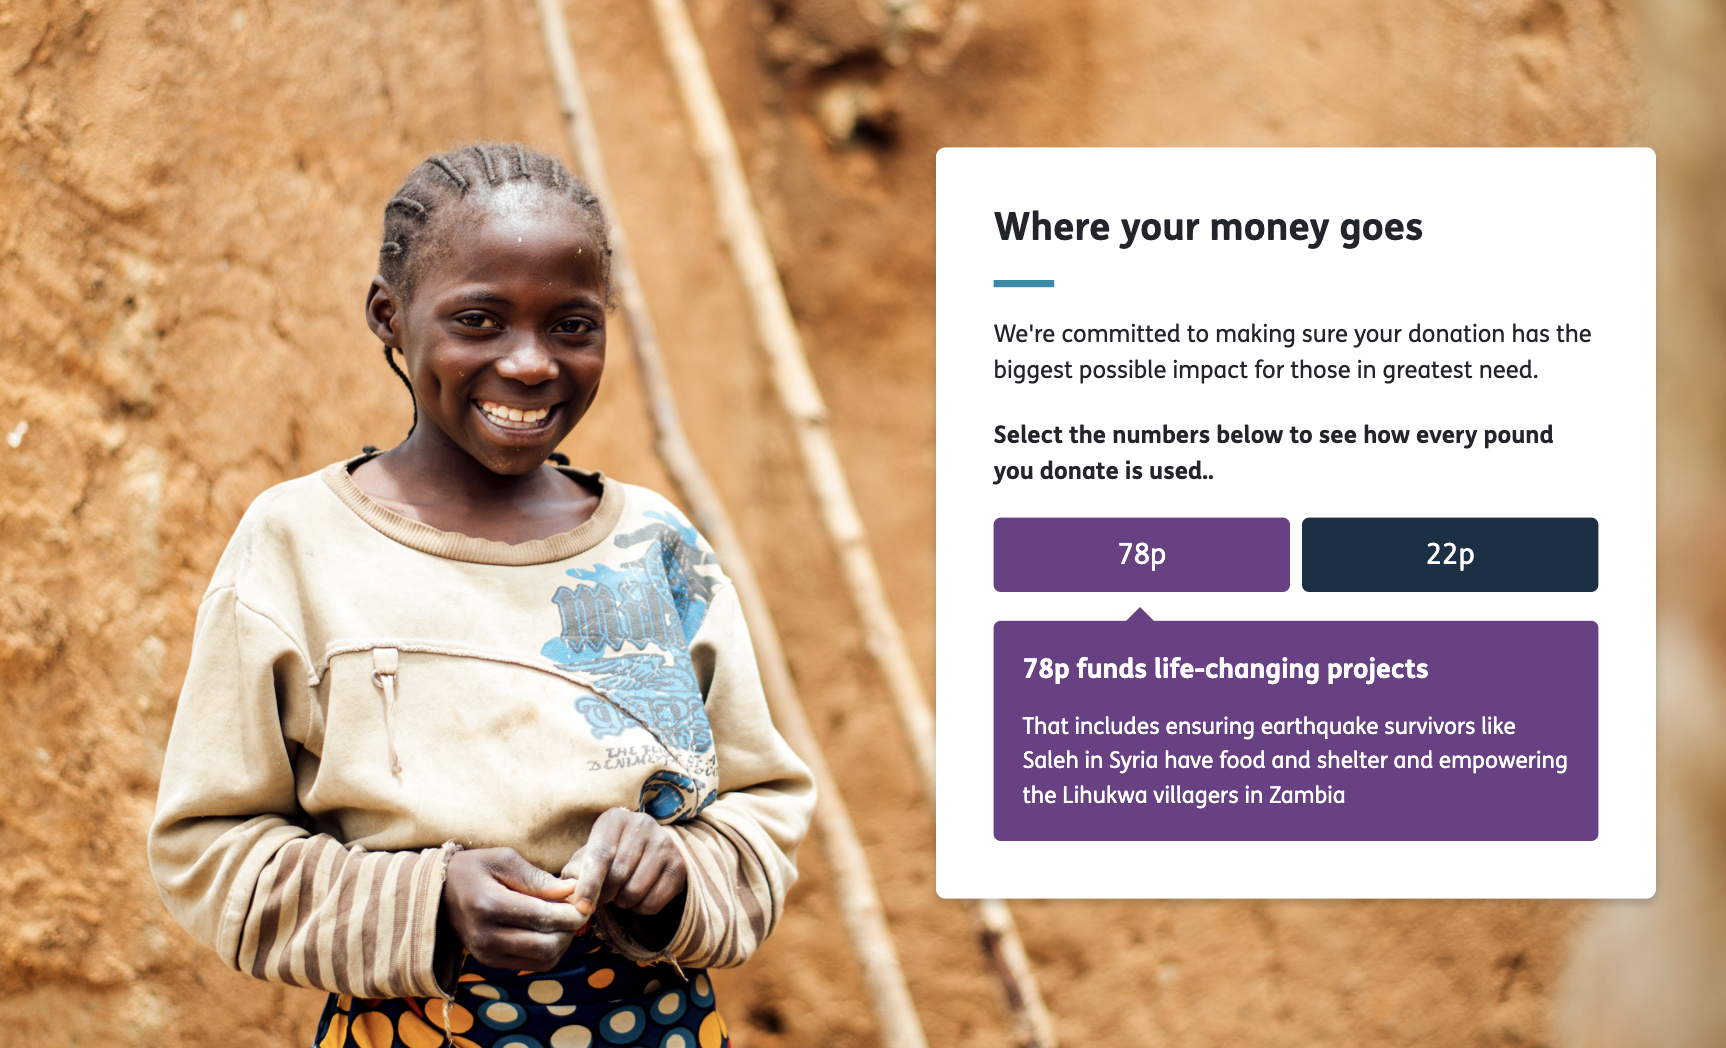 Where your money goes
We're committed to making sure your donation has the
biggest possible impact for those in greatest need.
Select the numbers below to see how every pound
you donate is used..
78p
22p
78p funds life-changing projects
That includes ensuring earthquake survivors like
Saleh in Syria have food and shelter and empowering
the Lihukwa villagers in Zambia